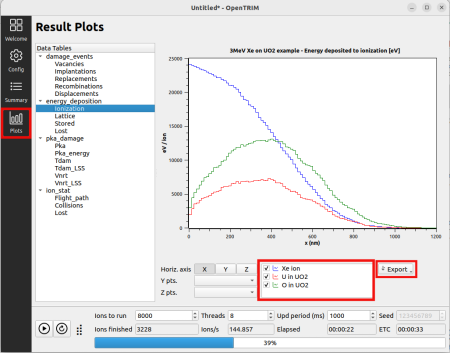 Untitled* - OpenTRIM
Welcome
Config
Summary
Plots
Result Plots
Data Tables
damage_events
Vacancies
Implantations
Replacements
Recombinations
Displacements
energy_deposition
Ionization
Lattice
Stored
Lost
pka_damage
Pka
Pka_energy
Tdam
Tdam_LSS
Vnrt
Vnrt_LSS
ion_stat
Flight_path
Collisions
Lost
3MeV Xe on UO2 example - Energy deposited to ionization [eV]
eV / ion
25000
20000
15000
10000
5000
0
0 200 400 600 800 1000 1200
x (nm)
Horiz. axis X Y Z
Y pts.
Z pts.
Xe ion
U in UO2
O in UO2
Export
Ions to run 8000 Threads 8 Upd period (ms) 1000 Seed 123456789
Ions finished 3228 Ions/s 144.857 Elapsed 00:00:22 ETC 00:00:33
39%